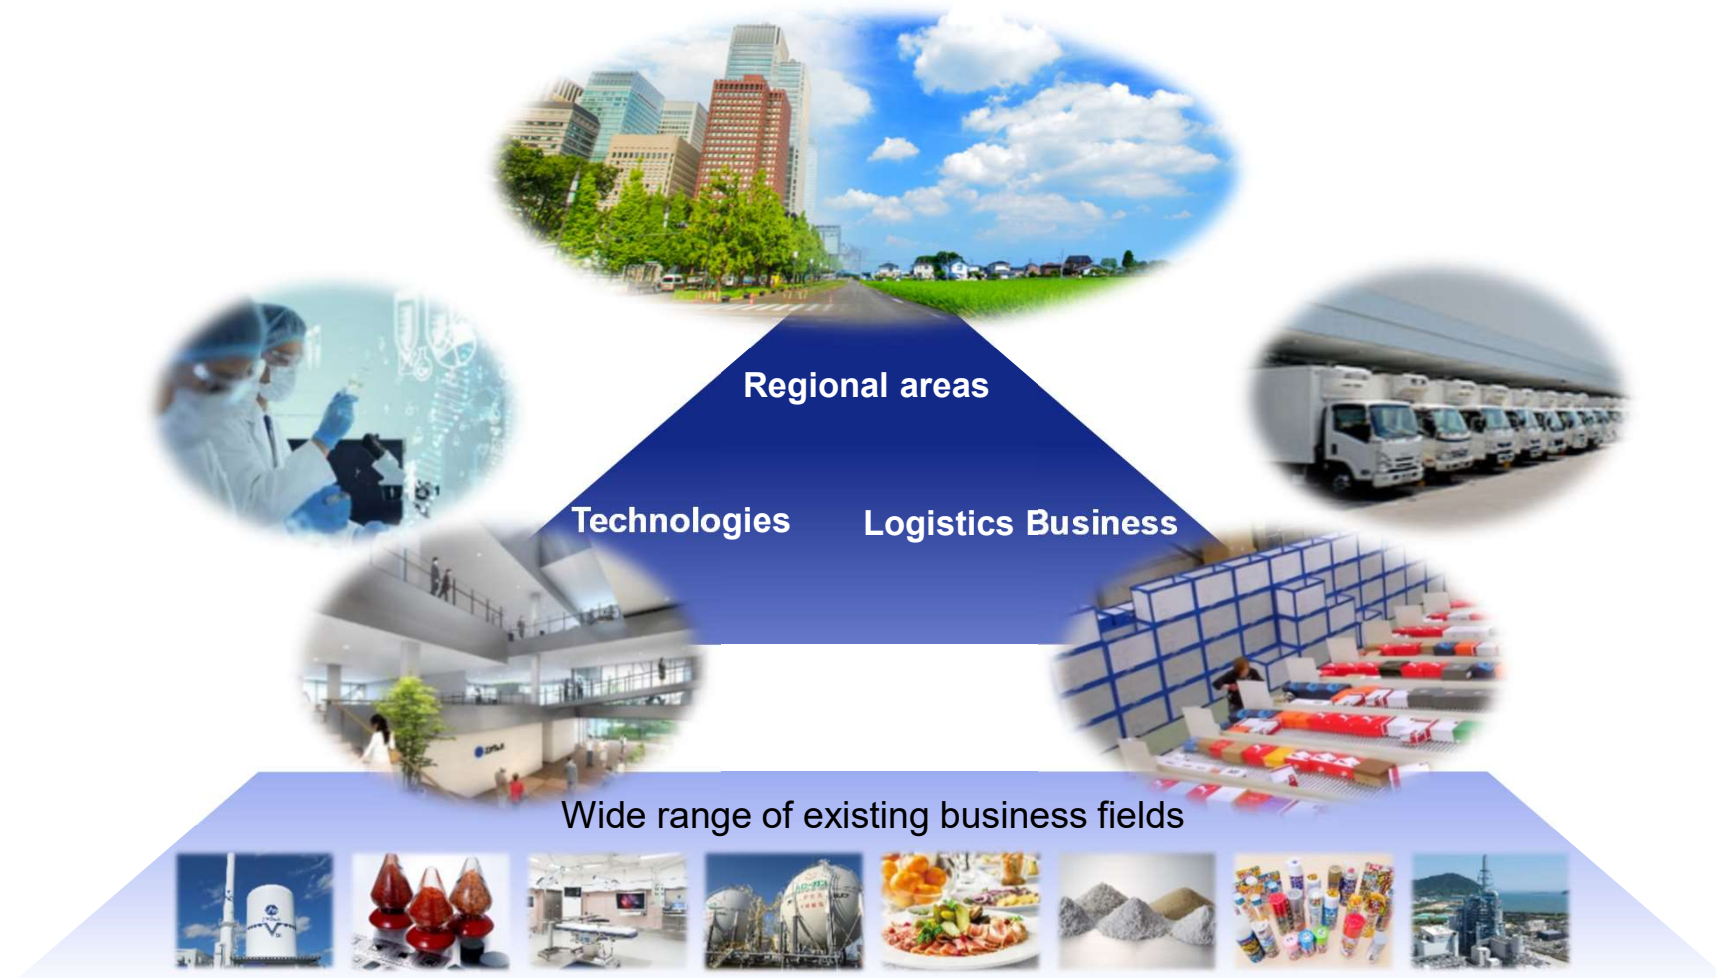 Regional areas
Technologies
Logistics Business
Wide range of existing business fields